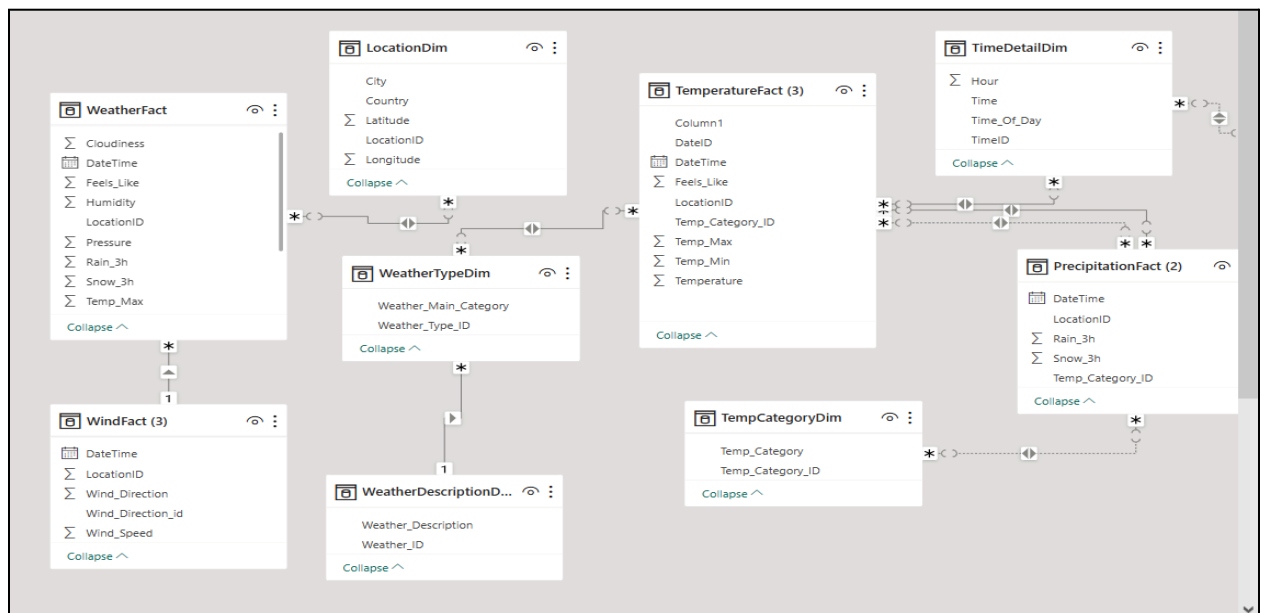 LocationDim
City
Country
Latitude
LocationID
Longitude
Collapse
WeatherFact
Cloudiness
DateTime
Feels_Like
Humidity
LocationID
Pressure
Rain_3h
Snow_3h
Temp_Max
Collapse
TemperatureFact (3)
Column1
DateID
DateTime
Feels_Like
LocationID
Temp_Category_ID
Temp_Max
Temp_Min
Temperature
Collapse
TimeDetailDim
Hour
Time
Time_Of_Day
TimeID
Collapse
WeatherTypeDim
Weather_Main_Category
Weather_Type_ID
Collapse
PrecipitationFact (2)
DateTime
LocationID
Rain_3h
Snow_3h
Temp_Category_ID
Collapse
1
WindFact (3)
DateTime
LocationID
Wind_Direction
Wind_Direction_id
Wind_Speed
Collapse
1
WeatherDescriptionD...
Weather_Description
Weather_ID
Collapse
TempCategoryDim
Temp_Category
Temp_Category_ID
Collapse